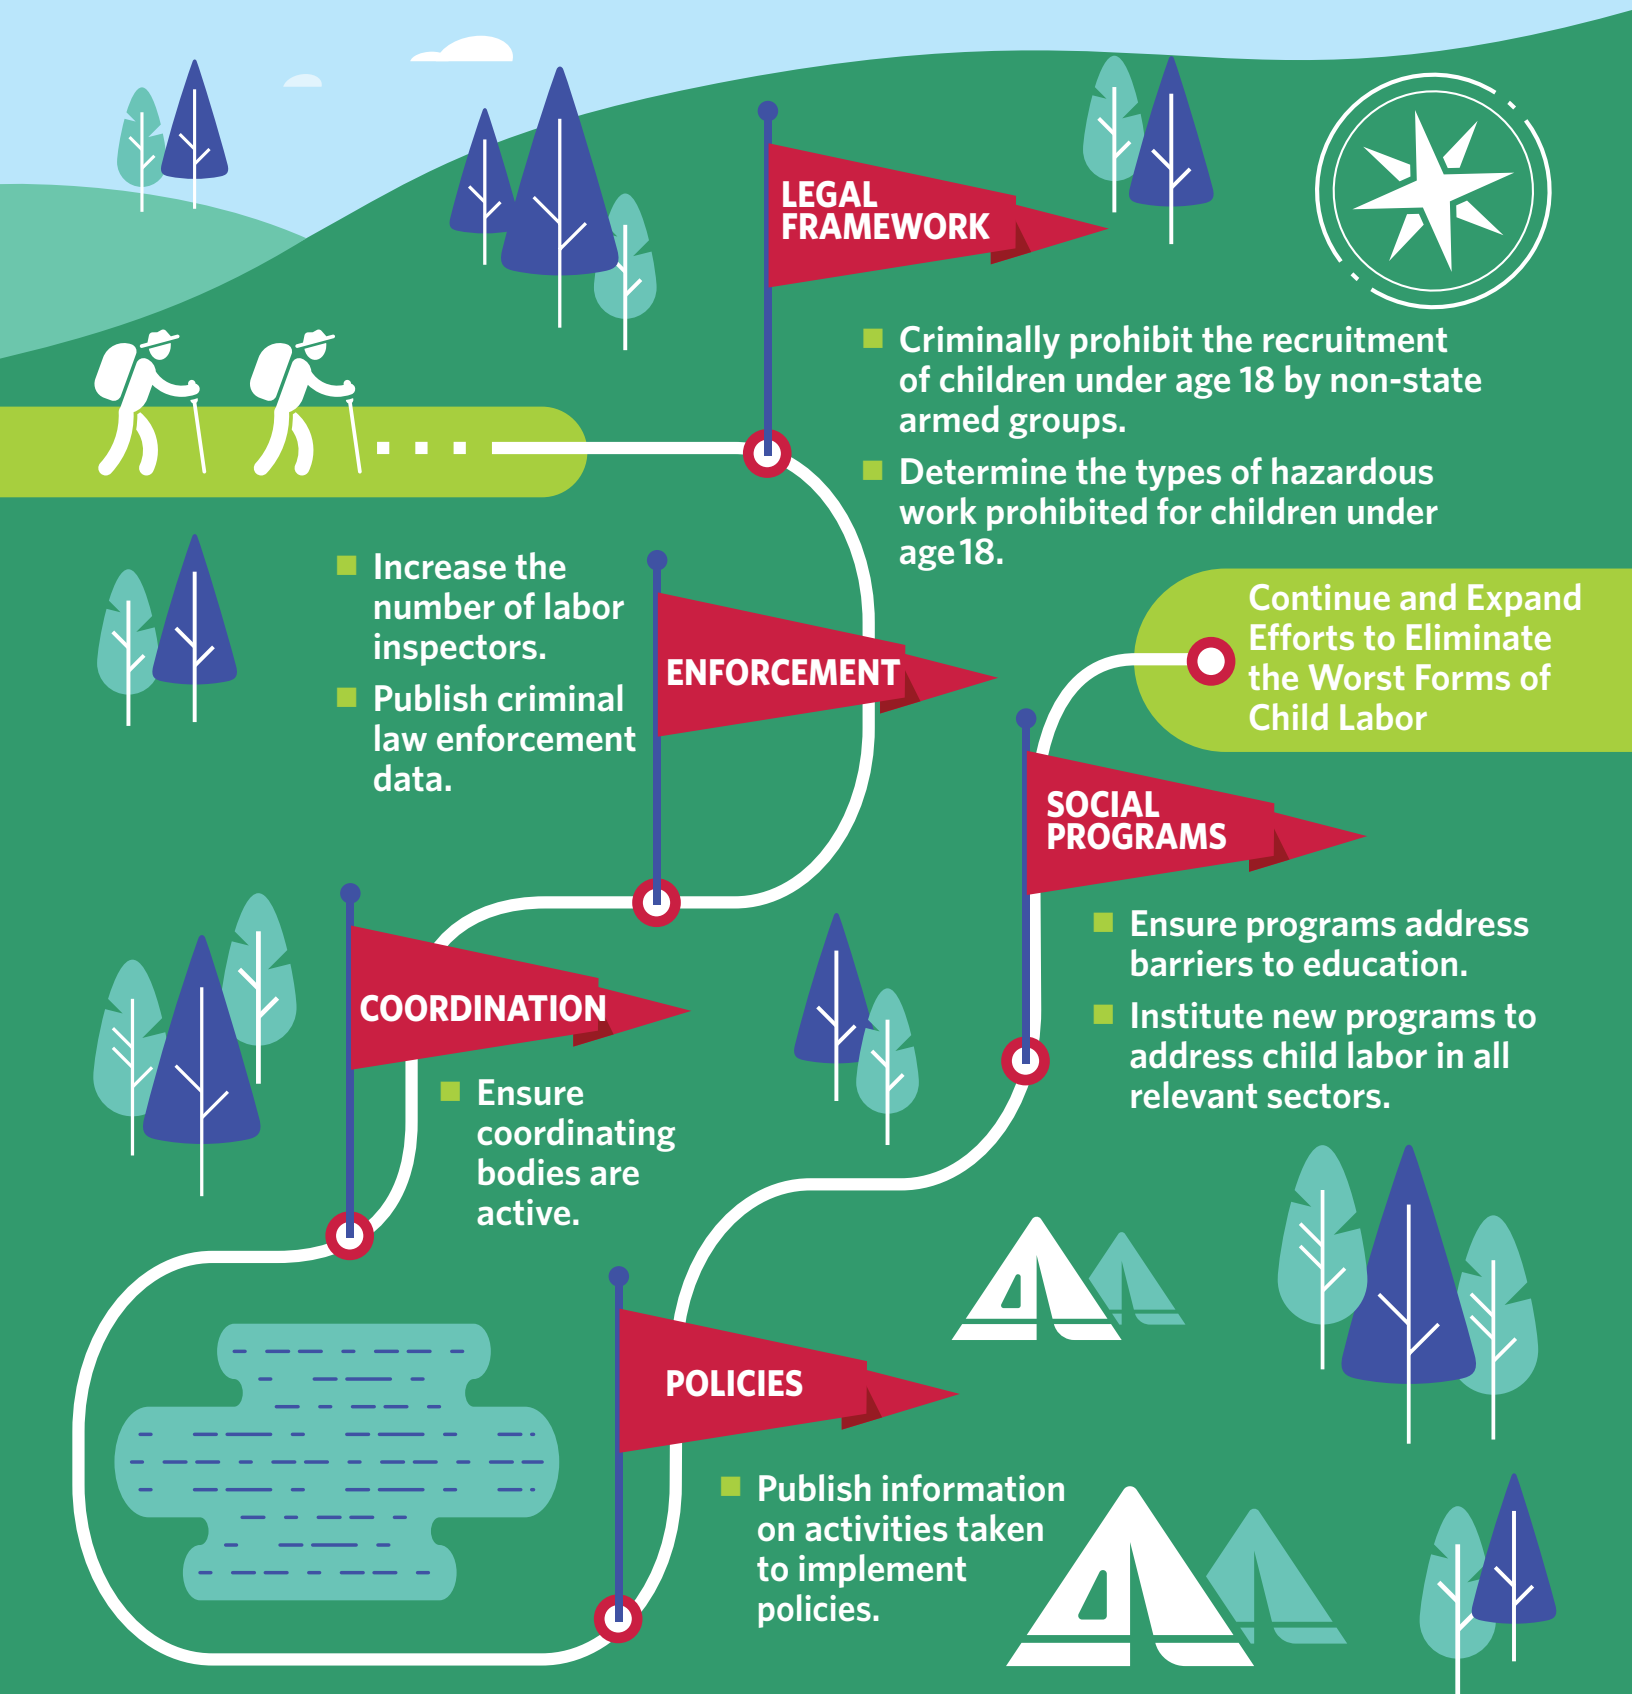 LEGAL
FRAMEWORK
Criminally prohibit the recruitment
of children under age 18 by non-state
armed groups.
Determine the types of hazardous
work prohibited for children under
age 18.
ENFORCEMENT
Increase the
number of labor
inspectors.
Publish criminal
law enforcement
data.
COORDINATION
Ensure
coordinating
bodies are
active.
POLICIES
Publish information
on activities taken
to implement
policies.
SOCIAL
PROGRAMS
Ensure programs address
barriers to education.
Institute new programs to
address child labor in all
relevant sectors.
Continue and Expand
Efforts to Eliminate
the Worst Forms of
Child Labor